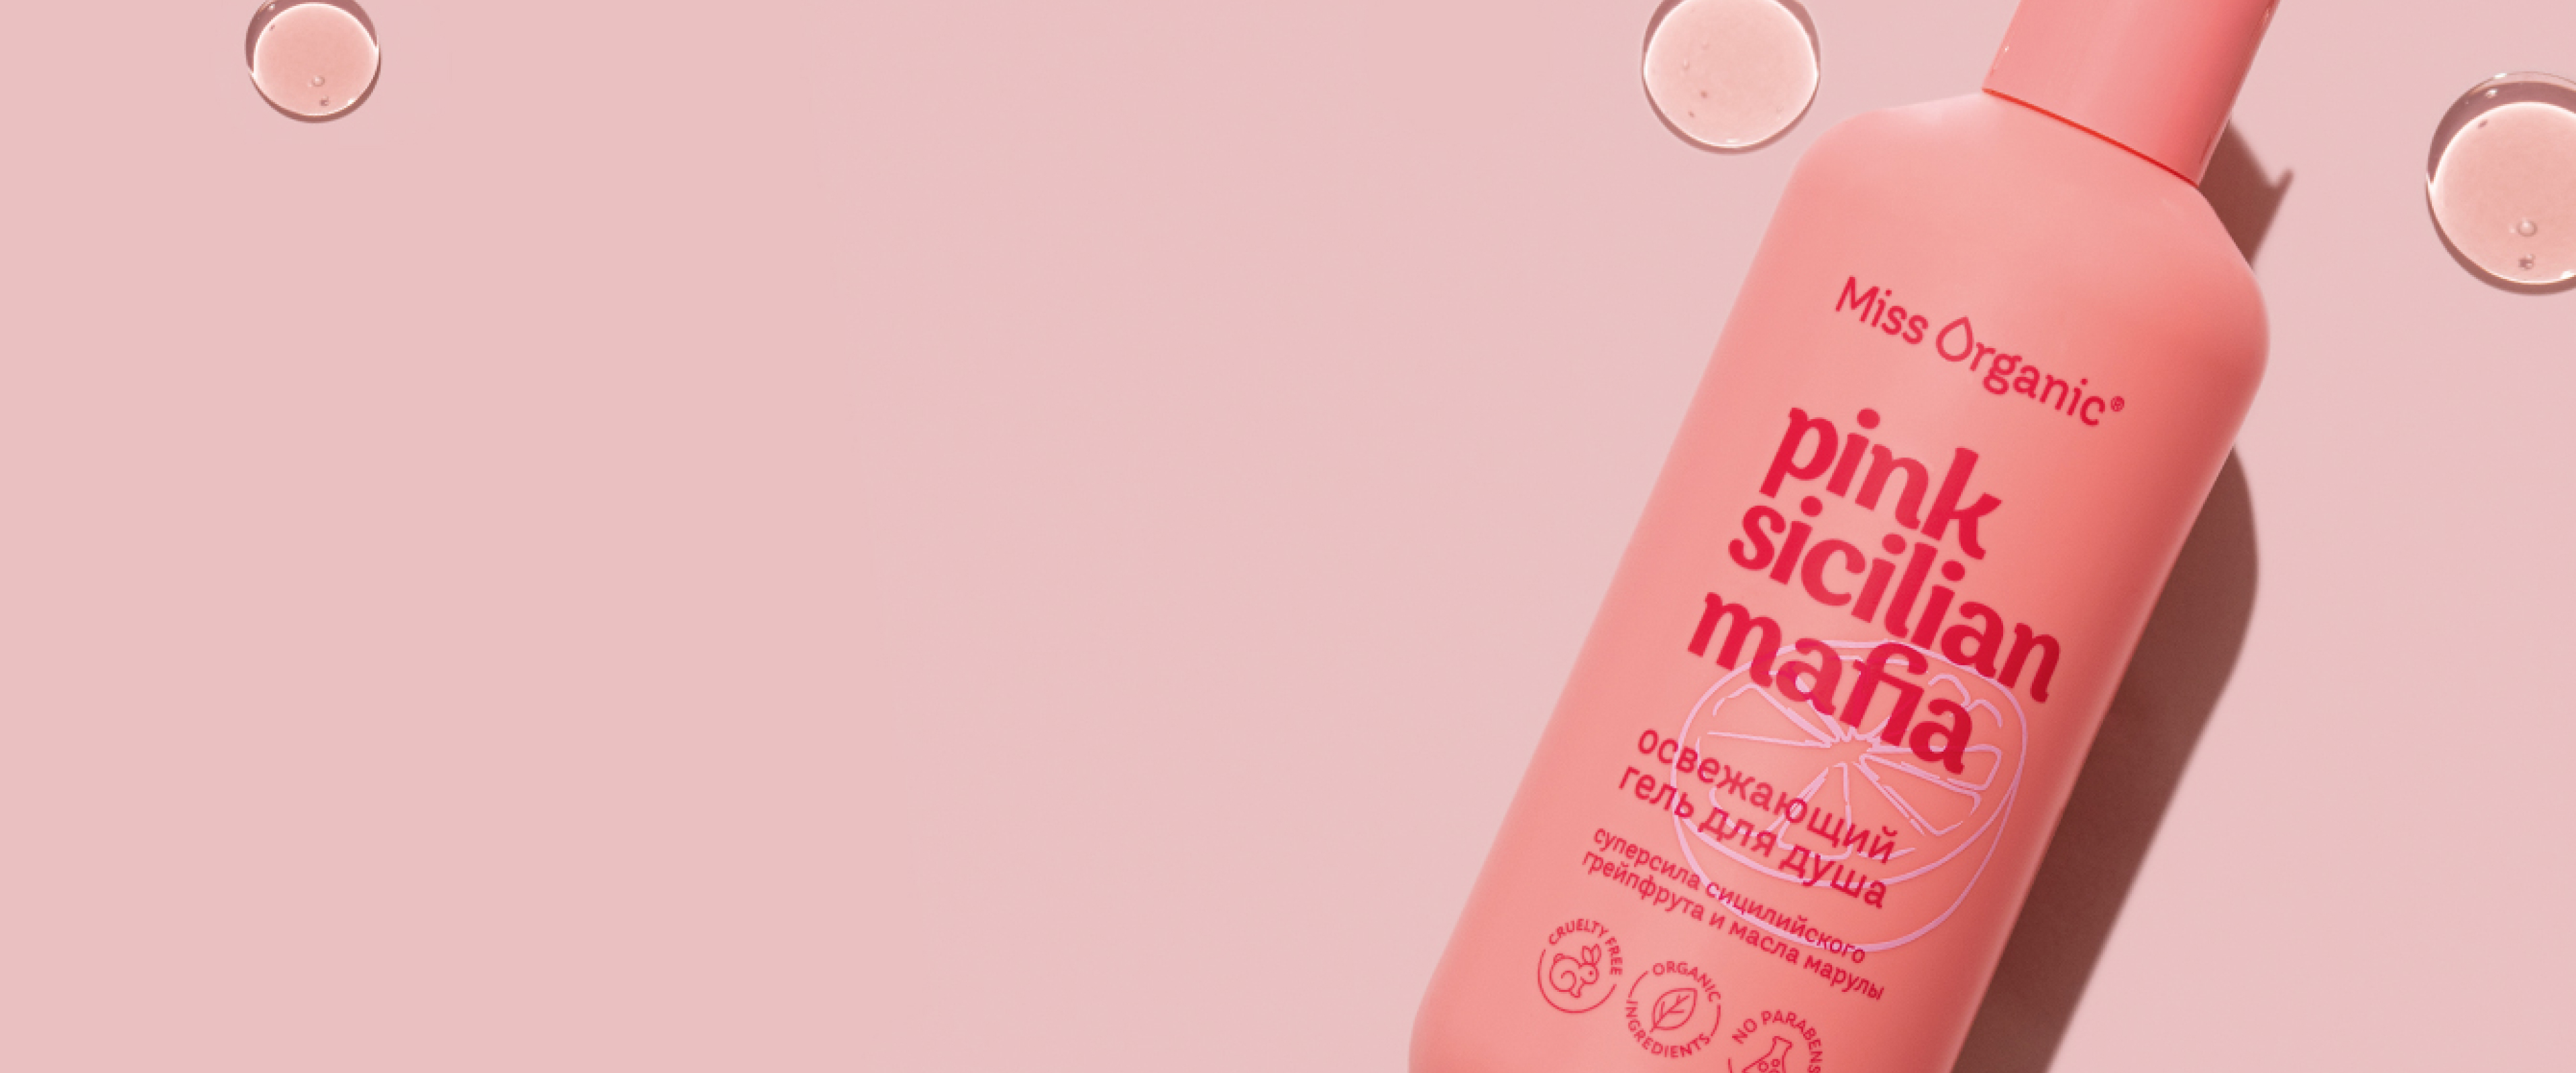 Miss Organic®
pink
sicilian
mafia
освежающий
гель для душа
суперсила сицилийского
грейпфрута и масла марулы
CRUELTY FREE
ORGANIC
INGREDIENTS
NO PARABENS